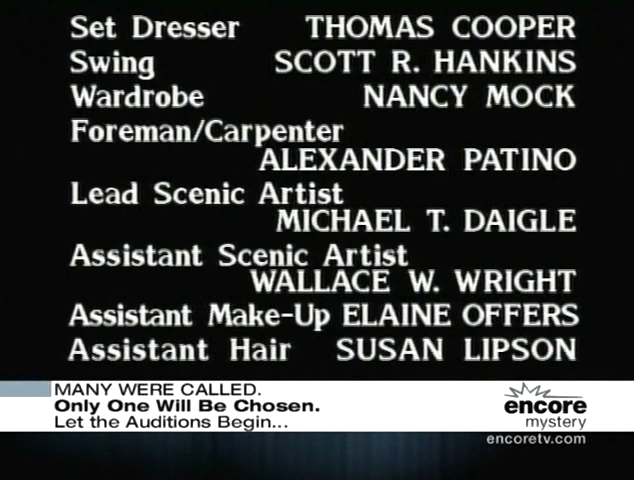 Set Dresser THOMAS COOPER
Swing SCOTT R. HANKINS
Wardrobe NANCY MOCK
Foreman/Carpenter
ALEXANDER PATINO
Lead Scenic Artist
MICHAEL T. DAIGLE
Assistant Scenic Artist
WALLACE W. WRIGHT
Assistant Make-Up ELAINE OFFERS
Assistant Hair SUSAN LIPSON
MANY WERE CALLED.
Only One Will Be Chosen.
Let the Auditions Begin...
encore
mystery
encoretv.com